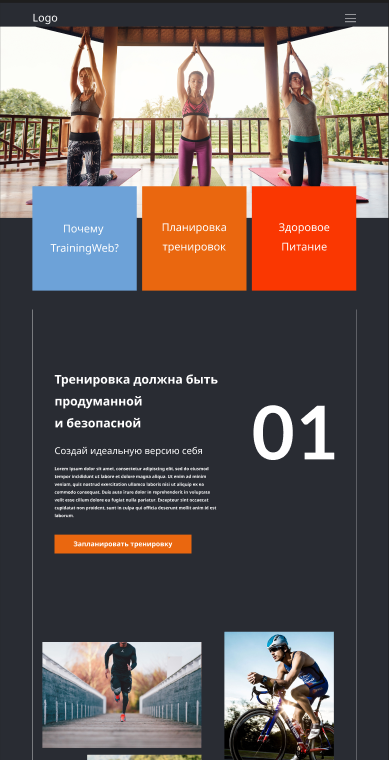 Logo
Почему
TrainingWeb?
Планировка
тренировок
Здоровое
Питание
Тренировка должна быть
продуманной
и безопасной
01
Создай идеальную версию себя
Lorem ipsum dolor sit amet, consectetur adipiscing elit, sed do eiusmod
tempor incididunt ut labore et dolore magna aliqua. Ut enim ad minim
veniam, quis nostrud exercitation ullamco laboris nisi ut aliquip ex ea
commodo consequat. Duis aute irure dolor in reprehenderit in voluptate
velit esse cillum dolore eu fugiat nulla pariatur. Excepteur sint occaecat
cupidatat non proident, sunt in culpa qui officia deserunt mollit anim id est
laborum.
Запланировать тренировку